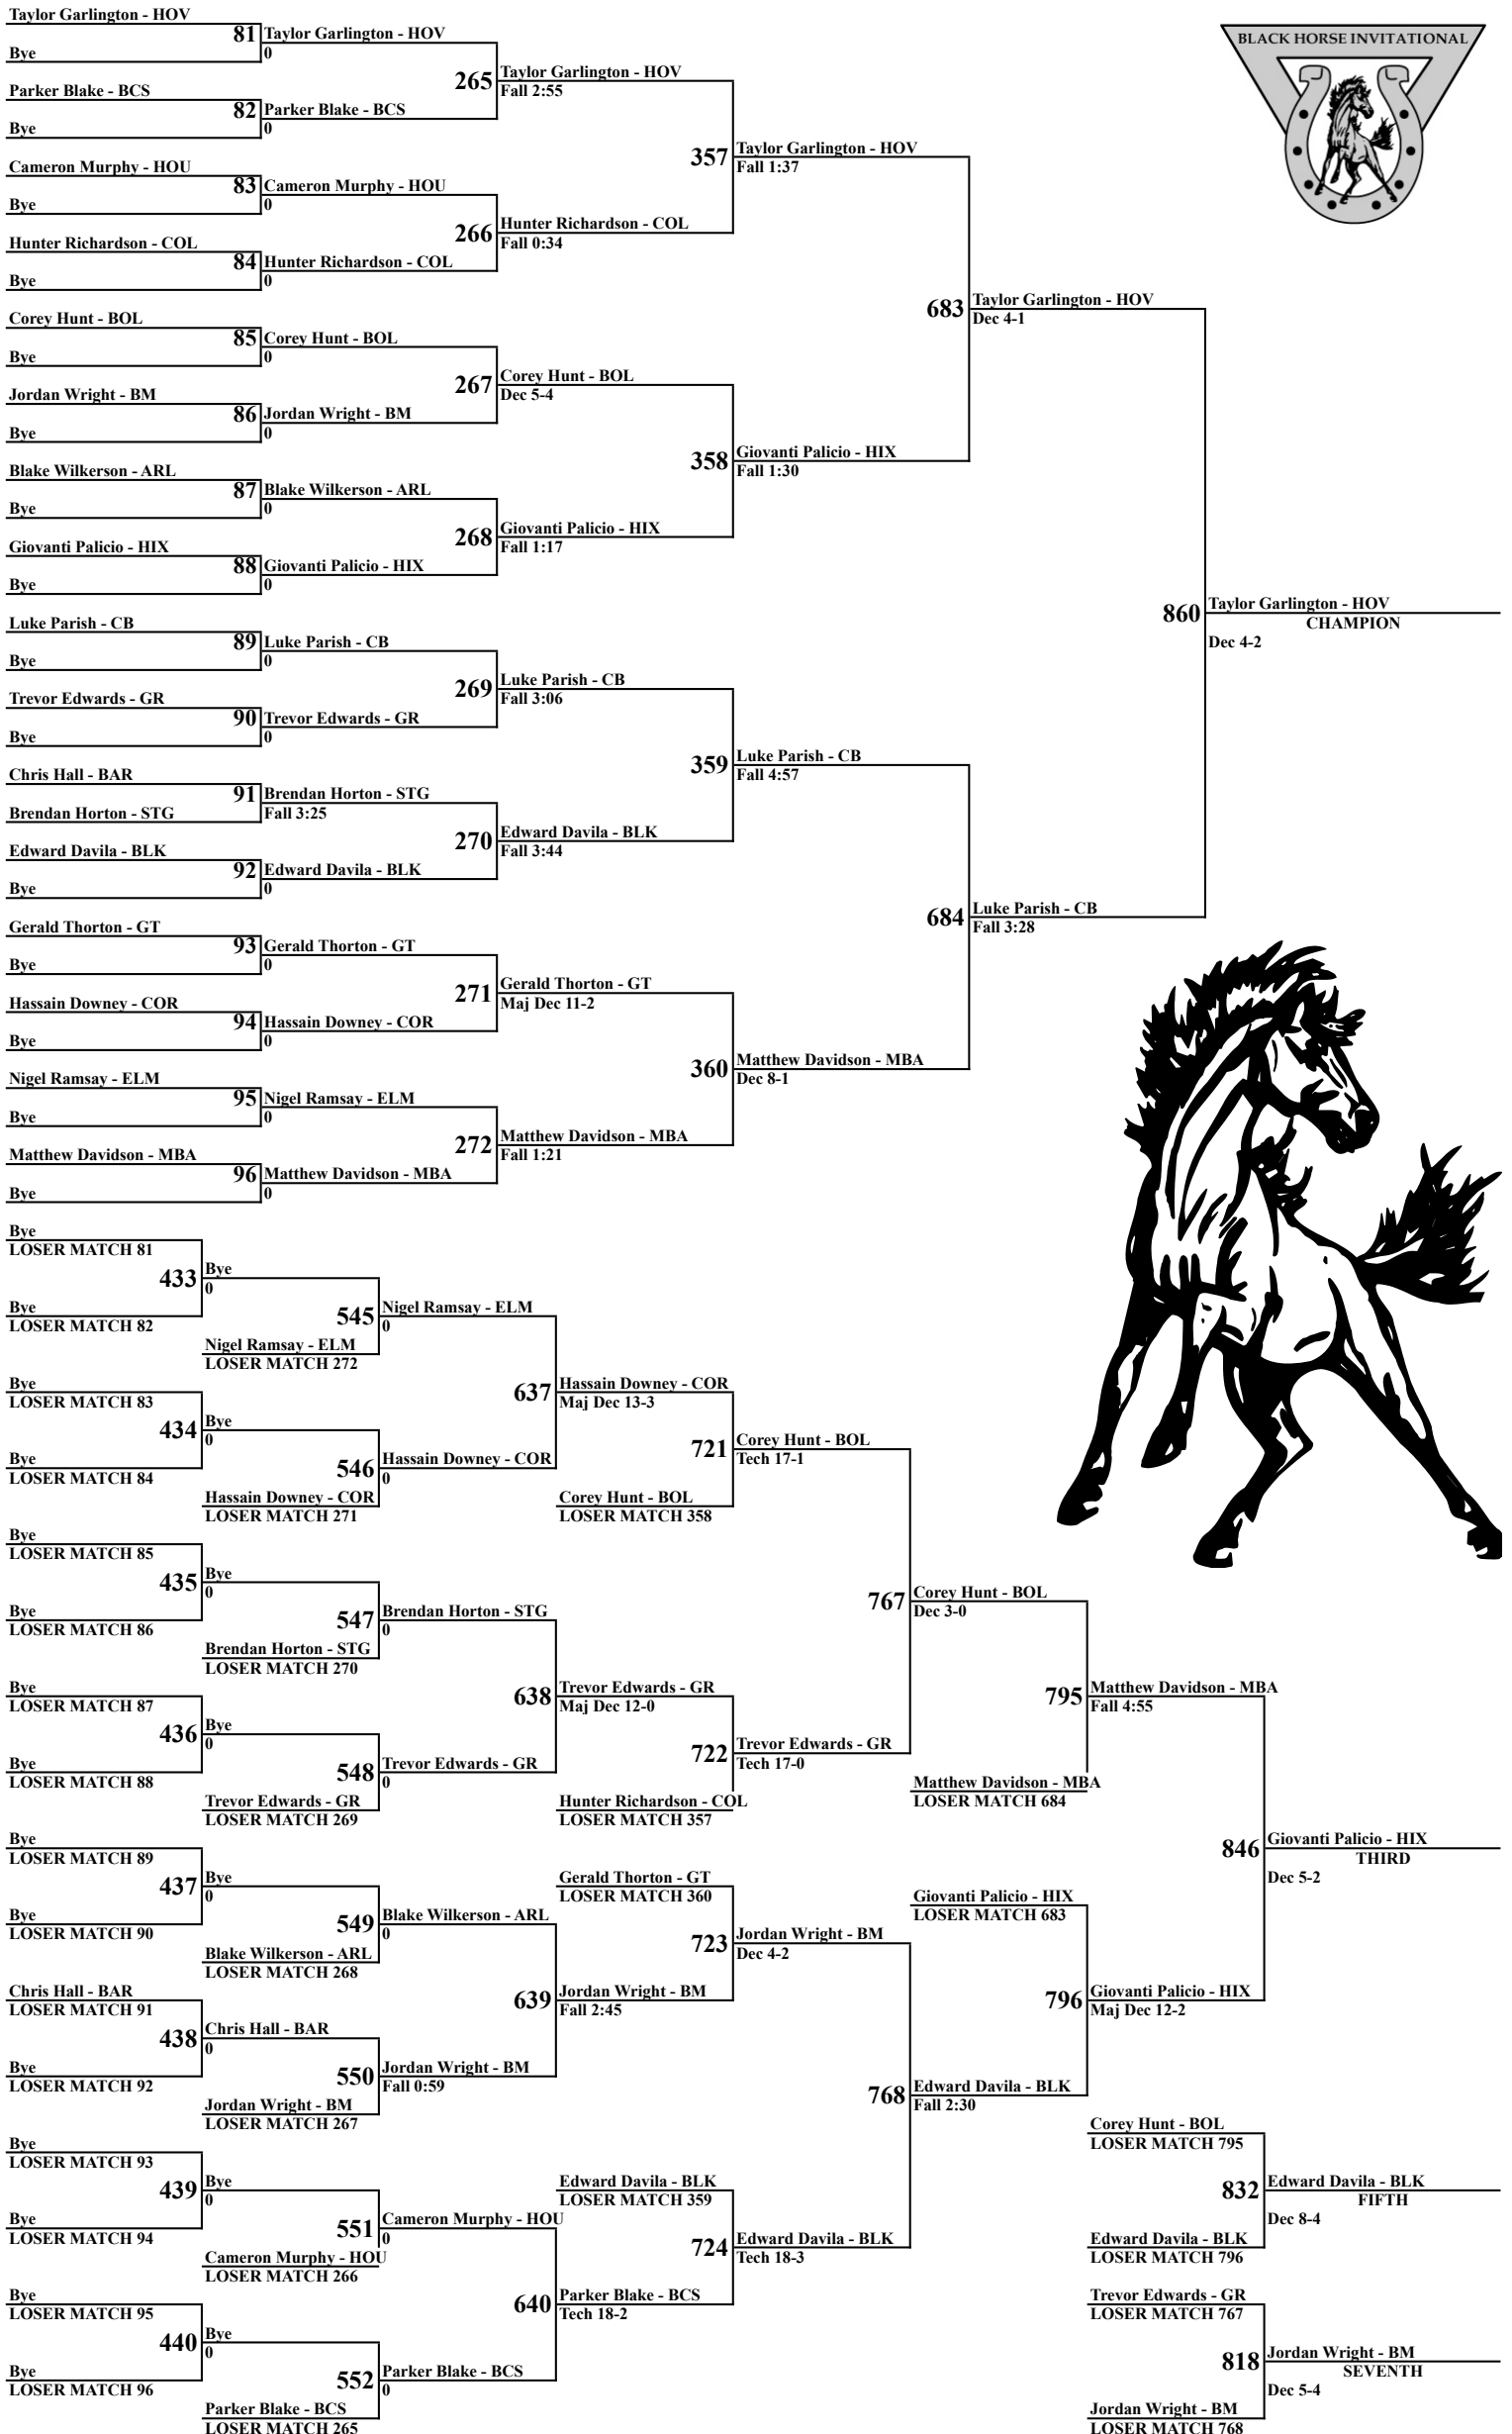 BLACK HORSE INVITATIONAL
Taylor Garlington - HOV
81
Bye
Taylor Garlington - HOV
0
Parker Blake - BCS
82
Bye
Parker Blake - BCS
0
265
Taylor Garlington - HOV
Fall 2:55
Cameron Murphy - HOU
83
Bye
Cameron Murphy - HOU
0
Hunter Richardson - COL
84
Bye
Hunter Richardson - COL
0
266
Hunter Richardson - COL
Fall 0:34
357
Taylor Garlington - HOV
Fall 1:37
Corey Hunt - BOL
85
Bye
Corey Hunt - BOL
0
Jordan Wright - BM
86
Bye
Jordan Wright - BM
0
267
Corey Hunt - BOL
Dec 5-4
Blake Wilkerson - ARL
87
Bye
Blake Wilkerson - ARL
0
Giovanti Palicio - HIX
88
Bye
Giovanti Palicio - HIX
0
268
Giovanti Palicio - HIX
Fall 1:17
358
Giovanti Palicio - HIX
Fall 1:30
683
Taylor Garlington - HOV
Dec 4-1
Luke Parish - CB
89
Bye
Luke Parish - CB
0
Trevor Edwards - GR
90
Bye
Trevor Edwards - GR
0
269
Luke Parish - CB
Fall 3:06
Chris Hall - BAR
91
Brendan Horton - STG
Brendan Horton - STG
Fall 3:25
Edward Davila - BLK
92
Bye
Edward Davila - BLK
0
270
Edward Davila - BLK
Fall 3:44
359
Luke Parish - CB
Fall 4:57
Gerald Thorton - GT
93
Bye
Gerald Thorton - GT
0
Hassain Downey - COR
94
Bye
Hassain Downey - COR
0
271
Gerald Thorton - GT
Maj Dec 11-2
Nigel Ramsay - ELM
95
Bye
Nigel Ramsay - ELM
0
Matthew Davidson - MBA
96
Bye
Matthew Davidson - MBA
0
272
Matthew Davidson - MBA
Fall 1:21
360
Matthew Davidson - MBA
Dec 8-1
684
Luke Parish - CB
Fall 3:28
860
Taylor Garlington - HOV
CHAMPION
Dec 4-2
Bye
LOSER MATCH 81
433
Bye
LOSER MATCH 82
Bye
0
545
Nigel Ramsay - ELM
LOSER MATCH 272
Nigel Ramsay - ELM
0
Bye
LOSER MATCH 83
434
Bye
LOSER MATCH 84
Bye
0
546
Hassain Downey - COR
LOSER MATCH 271
Hassain Downey - COR
0
637
Hassain Downey - COR
Maj Dec 13-3
721
Corey Hunt - BOL
LOSER MATCH 358
Corey Hunt - BOL
Tech 17-1
Bye
LOSER MATCH 85
435
Bye
LOSER MATCH 86
Bye
0
547
Brendan Horton - STG
LOSER MATCH 270
Brendan Horton - STG
0
Bye
LOSER MATCH 87
436
Bye
LOSER MATCH 88
Bye
0
548
Trevor Edwards - GR
LOSER MATCH 269
Trevor Edwards - GR
0
638
Trevor Edwards - GR
Maj Dec 12-0
722
Hunter Richardson - COL
LOSER MATCH 357
Trevor Edwards - GR
Tech 17-0
767
Corey Hunt - BOL
Dec 3-0
795
Matthew Davidson - MBA
LOSER MATCH 684
Matthew Davidson - MBA
Fall 4:55
Bye
LOSER MATCH 89
437
Bye
LOSER MATCH 90
Bye
0
549
Blake Wilkerson - ARL
LOSER MATCH 268
Blake Wilkerson - ARL
0
Chris Hall - BAR
LOSER MATCH 91
438
Bye
LOSER MATCH 92
Chris Hall - BAR
0
550
Jordan Wright - BM
LOSER MATCH 267
Jordan Wright - BM
Fall 0:59
639
Jordan Wright - BM
Fall 2:45
Gerald Thorton - GT
LOSER MATCH 360
723
Jordan Wright - BM
Dec 4-2
Bye
LOSER MATCH 93
439
Bye
LOSER MATCH 94
Bye
0
551
Cameron Murphy - HOU
LOSER MATCH 266
Cameron Murphy - HOU
0
Bye
LOSER MATCH 95
440
Bye
LOSER MATCH 96
Bye
0
552
Parker Blake - BCS
LOSER MATCH 265
Parker Blake - BCS
0
640
Parker Blake - BCS
Tech 18-2
Edward Davila - BLK
LOSER MATCH 359
724
Edward Davila - BLK
Tech 18-3
768
Edward Davila - BLK
Fall 2:30
Giovanti Palicio - HIX
LOSER MATCH 683
796
Giovanti Palicio - HIX
Maj Dec 12-2
846
Giovanti Palicio - HIX
THIRD
Dec 5-2
Corey Hunt - BOL
LOSER MATCH 795
832
Edward Davila - BLK
LOSER MATCH 796
Edward Davila - BLK
FIFTH
Dec 8-4
Trevor Edwards - GR
LOSER MATCH 767
818
Jordan Wright - BM
LOSER MATCH 768
Jordan Wright - BM
SEVENTH
Dec 5-4